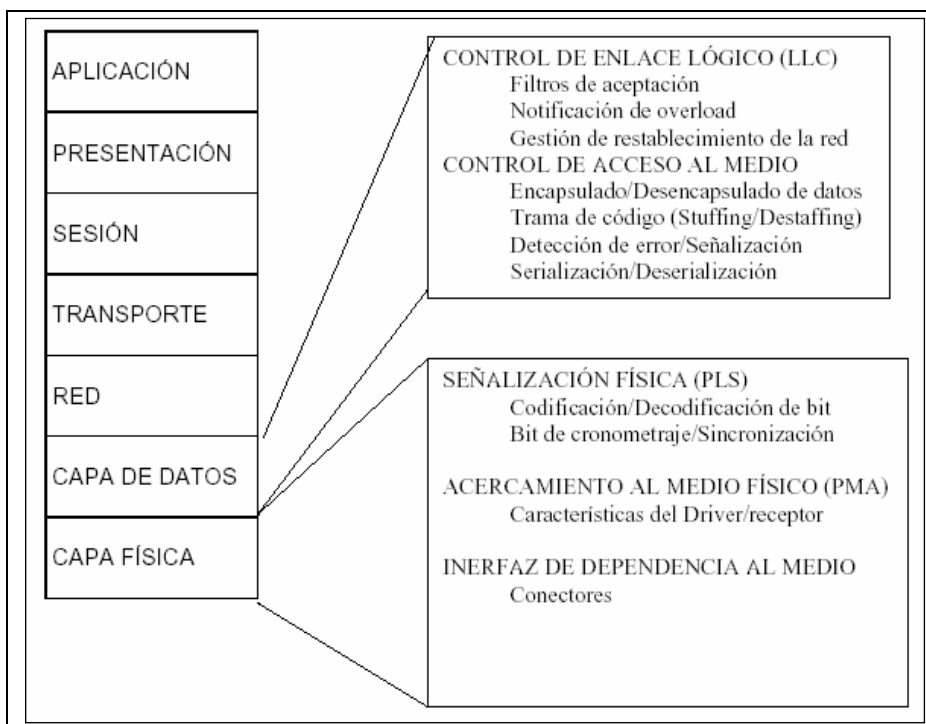 APLICACIÓN
PRESENTACIÓN
SESIÓN
TRANSPORTE
RED
CAPA DE DATOS
CAPA FÍSICA
CONTROL DE ENLACE LÓGICO (LLC)
Filtros de aceptación
Notificación de overload
Gestión de restablecimiento de la red
CONTROL DE ACCESO AL MEDIO
Encapsulado/Desencapsulado de datos
Trama de código (Stuffing/Destaffing)
Detección de error/Señalización
Serialización/Deserialización
SEÑALIZACIÓN FÍSICA (PLS)
Codificación/Decodificación de bit
Bit de cronometraje/Sincronización
ACERCAMIENTO AL MEDIO FÍSICO (PMA)
Características del Driver/receptor
INERFAZ DE DEPENDENCIA AL MEDIO
Conectores